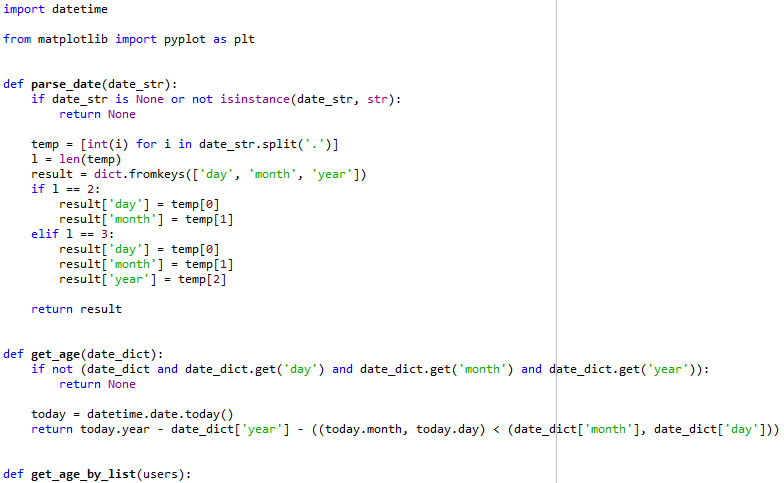 import datetime
from matplotlib import pyplot as plt
def parse_date(date_str):
    if date_str is None or not isinstance(date_str, str):
        return None
    temp = [int(i) for i in date_str.split('.')]
    l = len(temp)
    result = dict.fromkeys(['day', 'month', 'year'])
    if l == 2:
        result['day'] = temp[0]
        result['month'] = temp[1]
    elif l == 3:
        result['day'] = temp[0]
        result['month'] = temp[1]
        result['year'] = temp[2]
    return result
def get_age(date_dict):
    if not (date_dict and date_dict.get('day') and date_dict.get('month') and date_dict.get('year')):
        return None
    today = datetime.date.today()
    return today.year - date_dict['year'] - ((today.month, today.day) < (date_dict['month'], date_dict['day']))
def get_age_by_list(users):